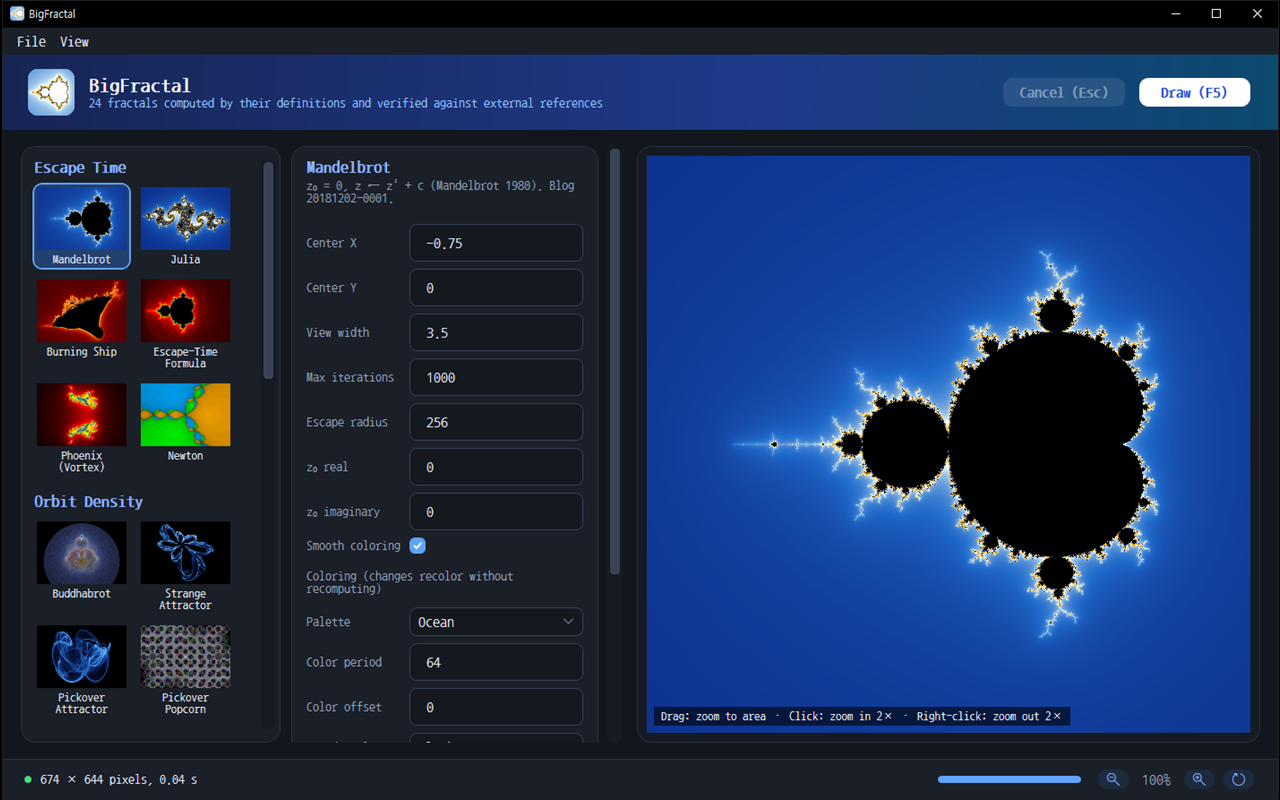 BigFractal
File View
BigFractal
24 fractals computed by their definitions and verified against external references
Cancel (Esc)
Draw (F5)
Escape Time
Mandelbrot
Julia
Burning Ship
Escape-Time
Formula
Phoenix
(Vortex)
Newton
Orbit Density
Buddhabrot
Strange
Attractor
Pickover
Attractor
Pickover
Popcorn
Mandelbrot
z₀ = 0, z ← z² + c (Mandelbrot 1980). Blog
20181202-0001.
Center X
−0.75
Center Y
0
View width
3.5
Max iterations
1000
Escape radius
256
z₀ real
0
z₀ imaginary
0
Smooth coloring
Coloring (changes recolor without
recomputing)
Palette
Ocean
Color period
64
Color offset
0
Drag: zoom to area · Click: zoom in 2× · Right-click: zoom out 2×
674 × 644 pixels, 0.04 s
100%